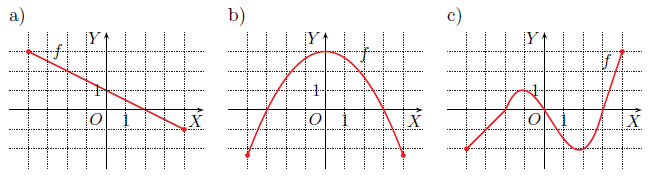 a) b) c)
Y Y Y
f f f
1 1 1
O 1 X O 1 X O 1 X